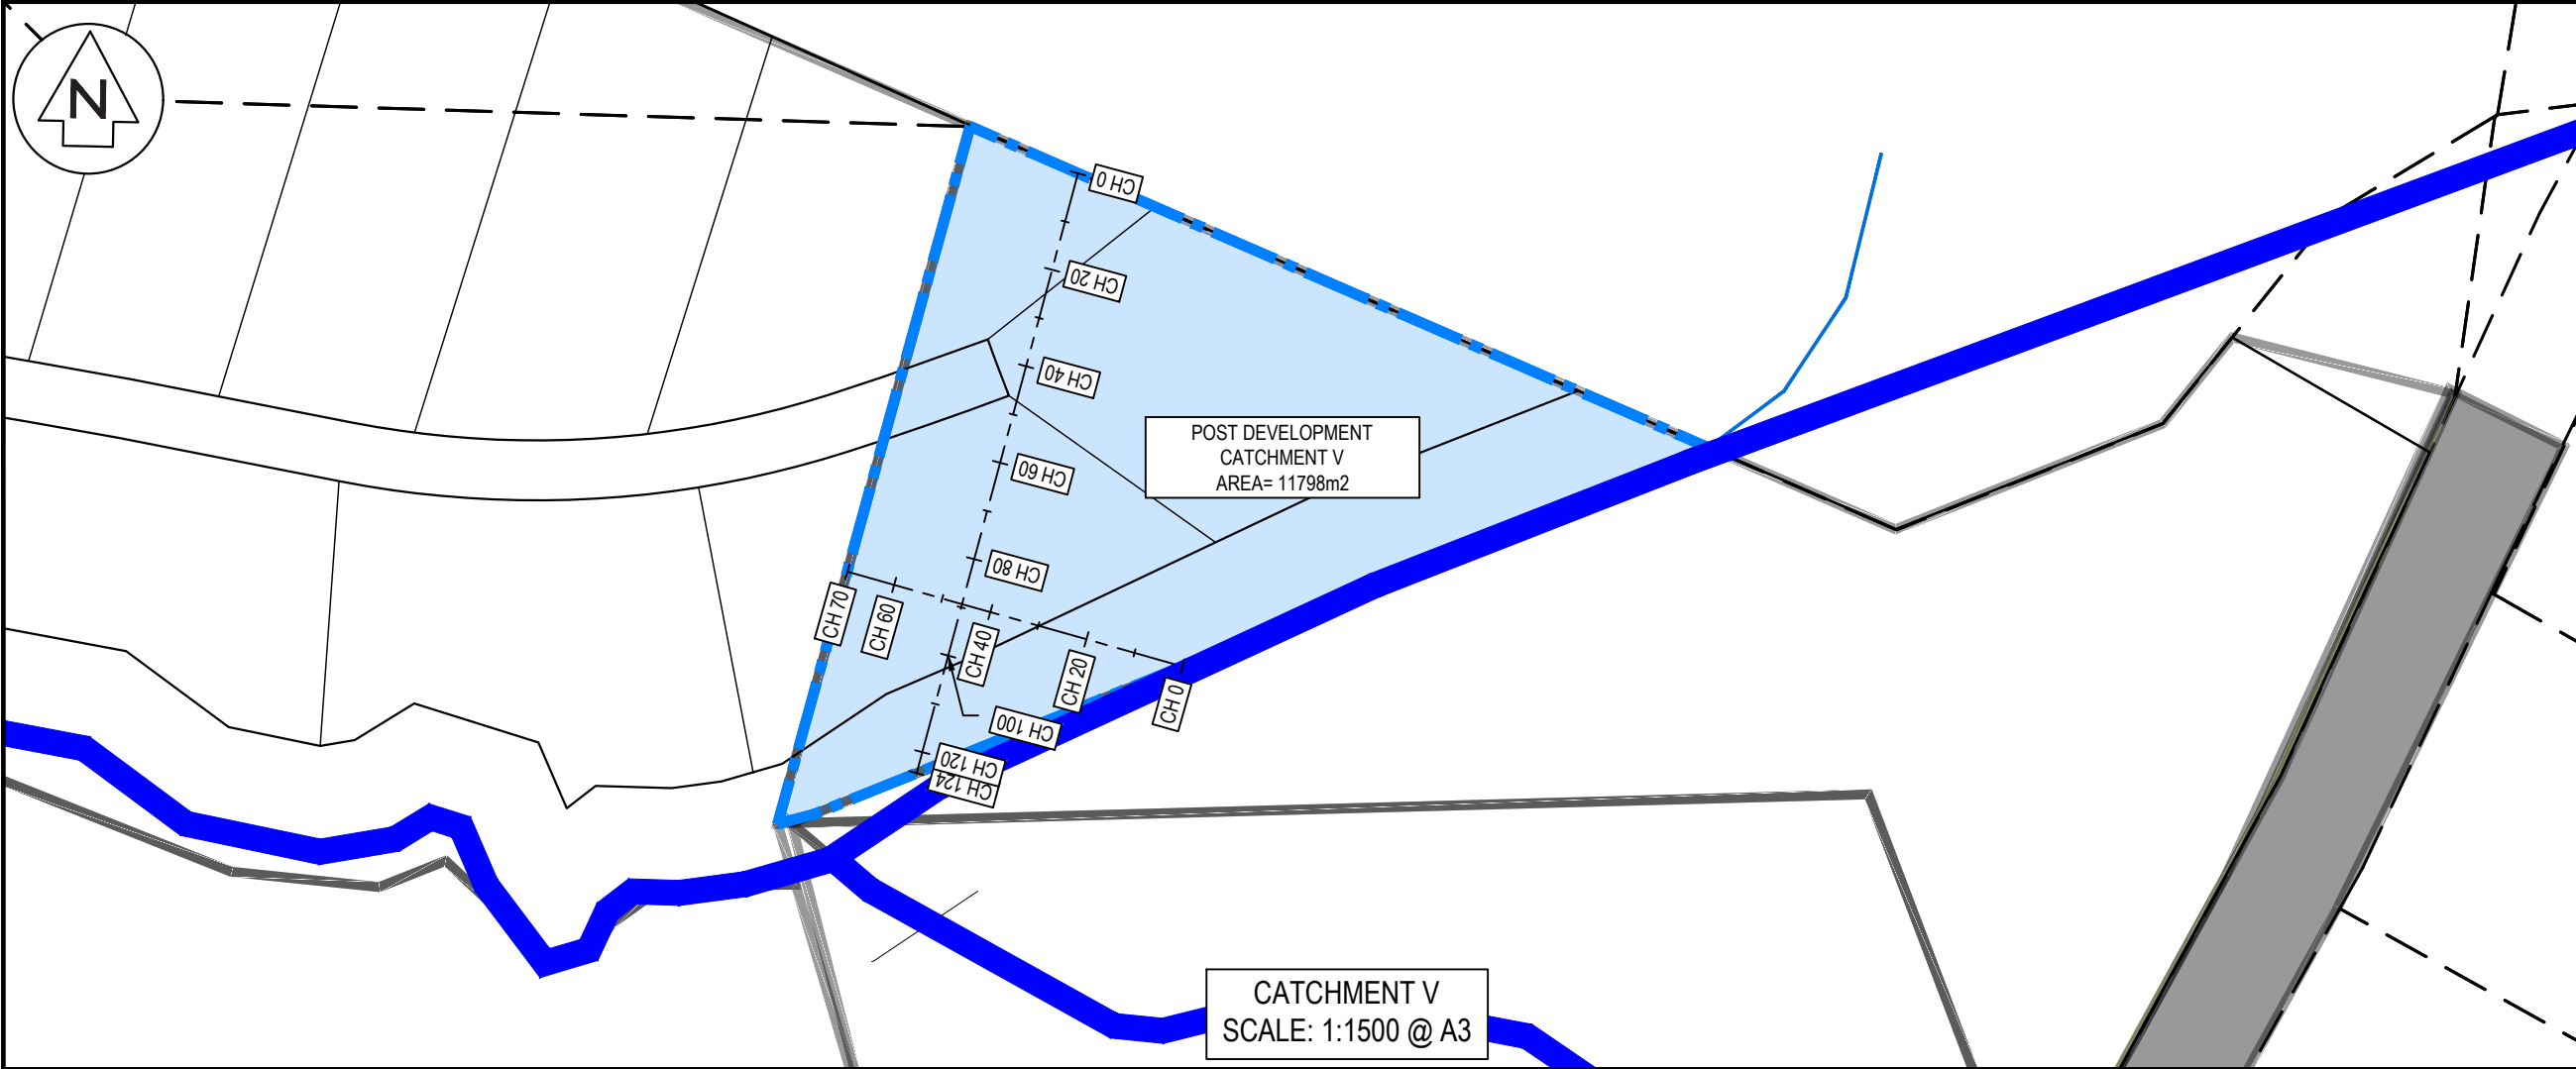 N
CH 0
CH 20
CH 40
CH 60
CH 80
POST DEVELOPMENT
CATCHMENT V
AREA= 11798m2
CH 70
CH 60
CH 40
CH 20
CH 0
CH 100
CH 120
CH 124
CATCHMENT V
SCALE: 1:1500 @ A3